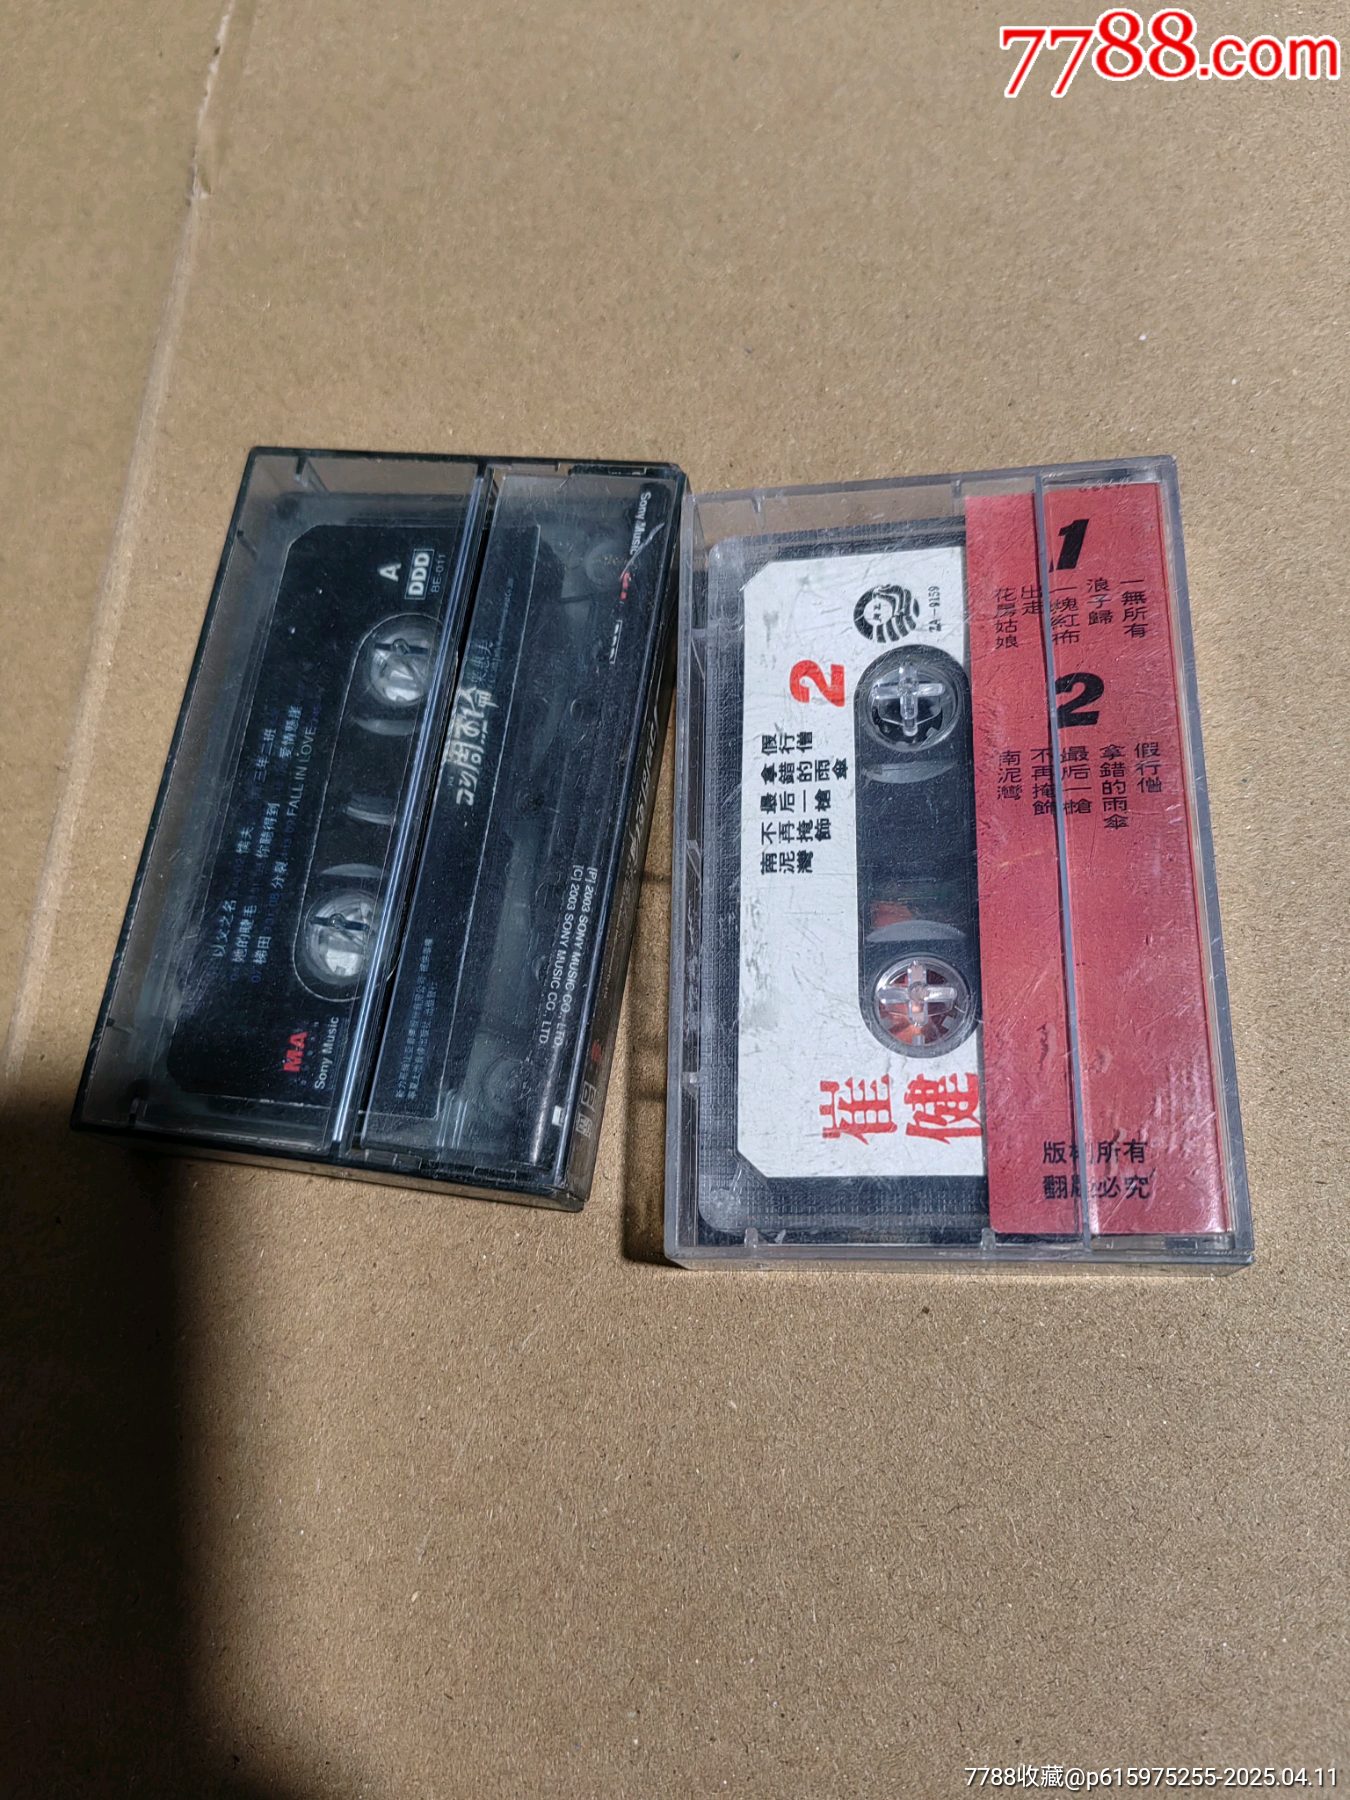 7788.com
A
DDD
BE-011
以父之名
她的睫毛
梯田
情夫
你聽得到
分裂
三年二班
愛情懸崖
FALL IN LOVE
MA
Sony Music
Sony Music
[P] 2003 SONY MUSIC CO., LTD
[C] 2003 SONY MUSIC CO., LTD
ZA-9159
2
假行僧
拿錯的雨傘
最后一槍
不再掩飾
南泥灣
崔健
1
一無所有
浪子歸
一塊紅布
出走
花房姑娘
2
假行僧
拿錯的雨傘
最后一槍
不再掩飾
南泥灣
版權所有
翻版必究
7788收藏@p615975255-2025.04.11